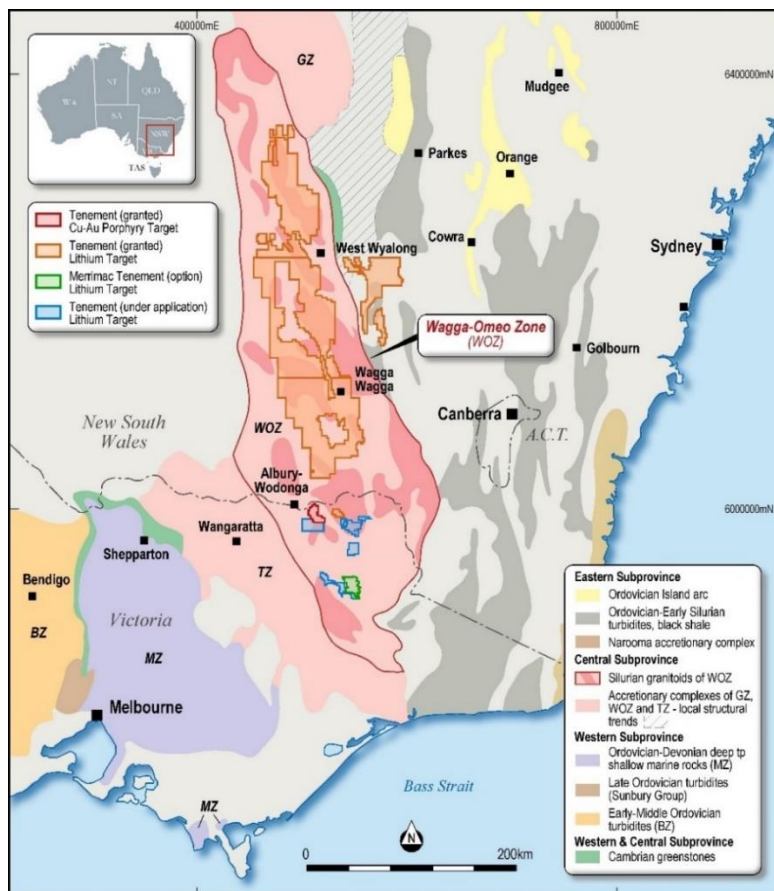 400000mE
800000mE
6400000mN
6000000mN
WA
NT
QLD
SA
NSW
TAS
Tenement (granted)
Cu-Au Porphyry Target
Tenement (granted)
Lithium Target
Merrimac Tenement (option)
Lithium Target
Tenement (under application)
Lithium Target
GZ
Mudgee
Parkes
Orange
Cowra
Sydney
West Wyalong
Wagga-Omeo Zone
(WOZ)
Golbourn
Wagga
Wagga
Canberra
A.C.T.
New South
Wales
WOZ
Albury-
Wodonga
Wangaratta
Shepparton
TZ
Bendigo
BZ
Victoria
MZ
Melbourne
MZ
Bass Strait
N
0
200km
Eastern Subprovince
Ordovician Island arc
Ordovician-Early Silurian
turbidites, black shale
Narooma accretionary complex
Central Subprovince
Silurian granitoids of WOZ
Accretionary complexes of GZ,
WOZ and TZ - local structural
trends
Western Subprovince
Ordovician-Devonian deep tp
shallow marine rocks (MZ)
Late Ordovician turbidites
(Sunbury Group)
Early-Middle Ordovician
turbidites (BZ)
Western & Central Subprovince
Cambrian greenstones